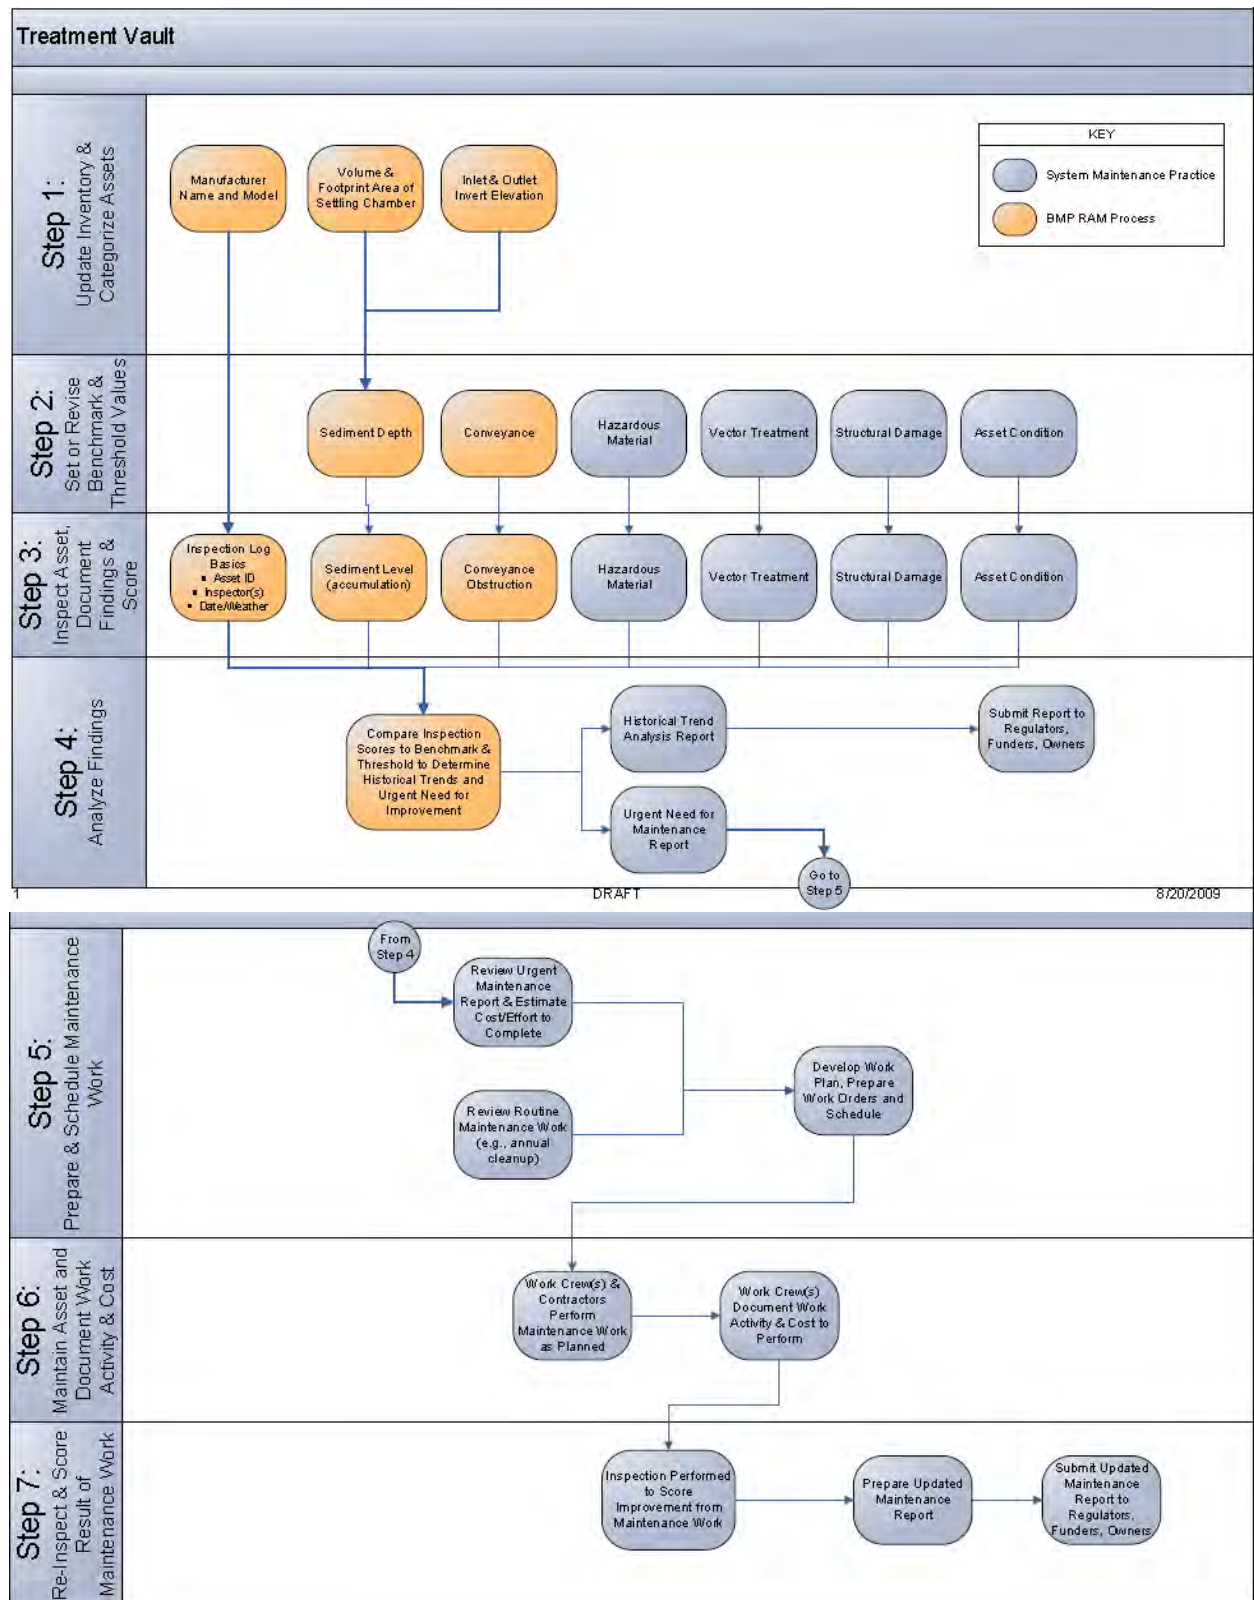 Treatment Vault
Step 1:
Update Inventory &
Categorize Assets
Manufacturer
Name and Model
Volume &
Footprint Area of
Settling Chamber
Inlet & Outlet
Invert Elevation
KEY
System Maintenance Practice
BMP RAM Process
Step 2:
Set or Revise
Benchmark &
Threshold Values
Sediment Depth
Conveyance
Hazardous
Material
Vector Treatment
Structural Damage
Asset Condition
Step 3:
Inspect Asset,
Document
Findings &
Score
Inspection Log
Basics
▪ Asset ID
▪ Inspector(s)
▪ Date/Weather
Sediment Level
(accumulation)
Conveyance
Obstruction
Hazardous
Material
Vector Treatment
Structural Damage
Asset Condition
Step 4:
Analyze Findings
Compare Inspection
Scores to Benchmark &
Threshold to Determine
Historical Trends and
Urgent Need for
Improvement
Historical Trend
Analysis Report
Submit Report to
Regulators,
Funders, Owners
Urgent Need for
Maintenance
Report
Go to
Step 5
1
DRAFT
8/20/2009
Step 5:
Prepare & Schedule Maintenance
Work
From
Step 4
Review Urgent
Maintenance
Report & Estimate
Cost/Effort to
Complete
Review Routine
Maintenance Work
(e.g., annual
cleanup)
Develop Work
Plan, Prepare
Work Orders and
Schedule
Step 6:
Maintain Asset and
Document Work
Activity & Cost
Work Crew(s) &
Contractors
Perform
Maintenance Work
as Planned
Work Crew(s)
Document Work
Activity & Cost to
Perform
Step 7:
Re-Inspect & Score
Result of
Maintenance Work
Inspection Performed
to Score
Improvement from
Maintenance Work
Prepare Updated
Maintenance
Report
Submit Updated
Maintenance
Report to
Regulators,
Funders, Owners